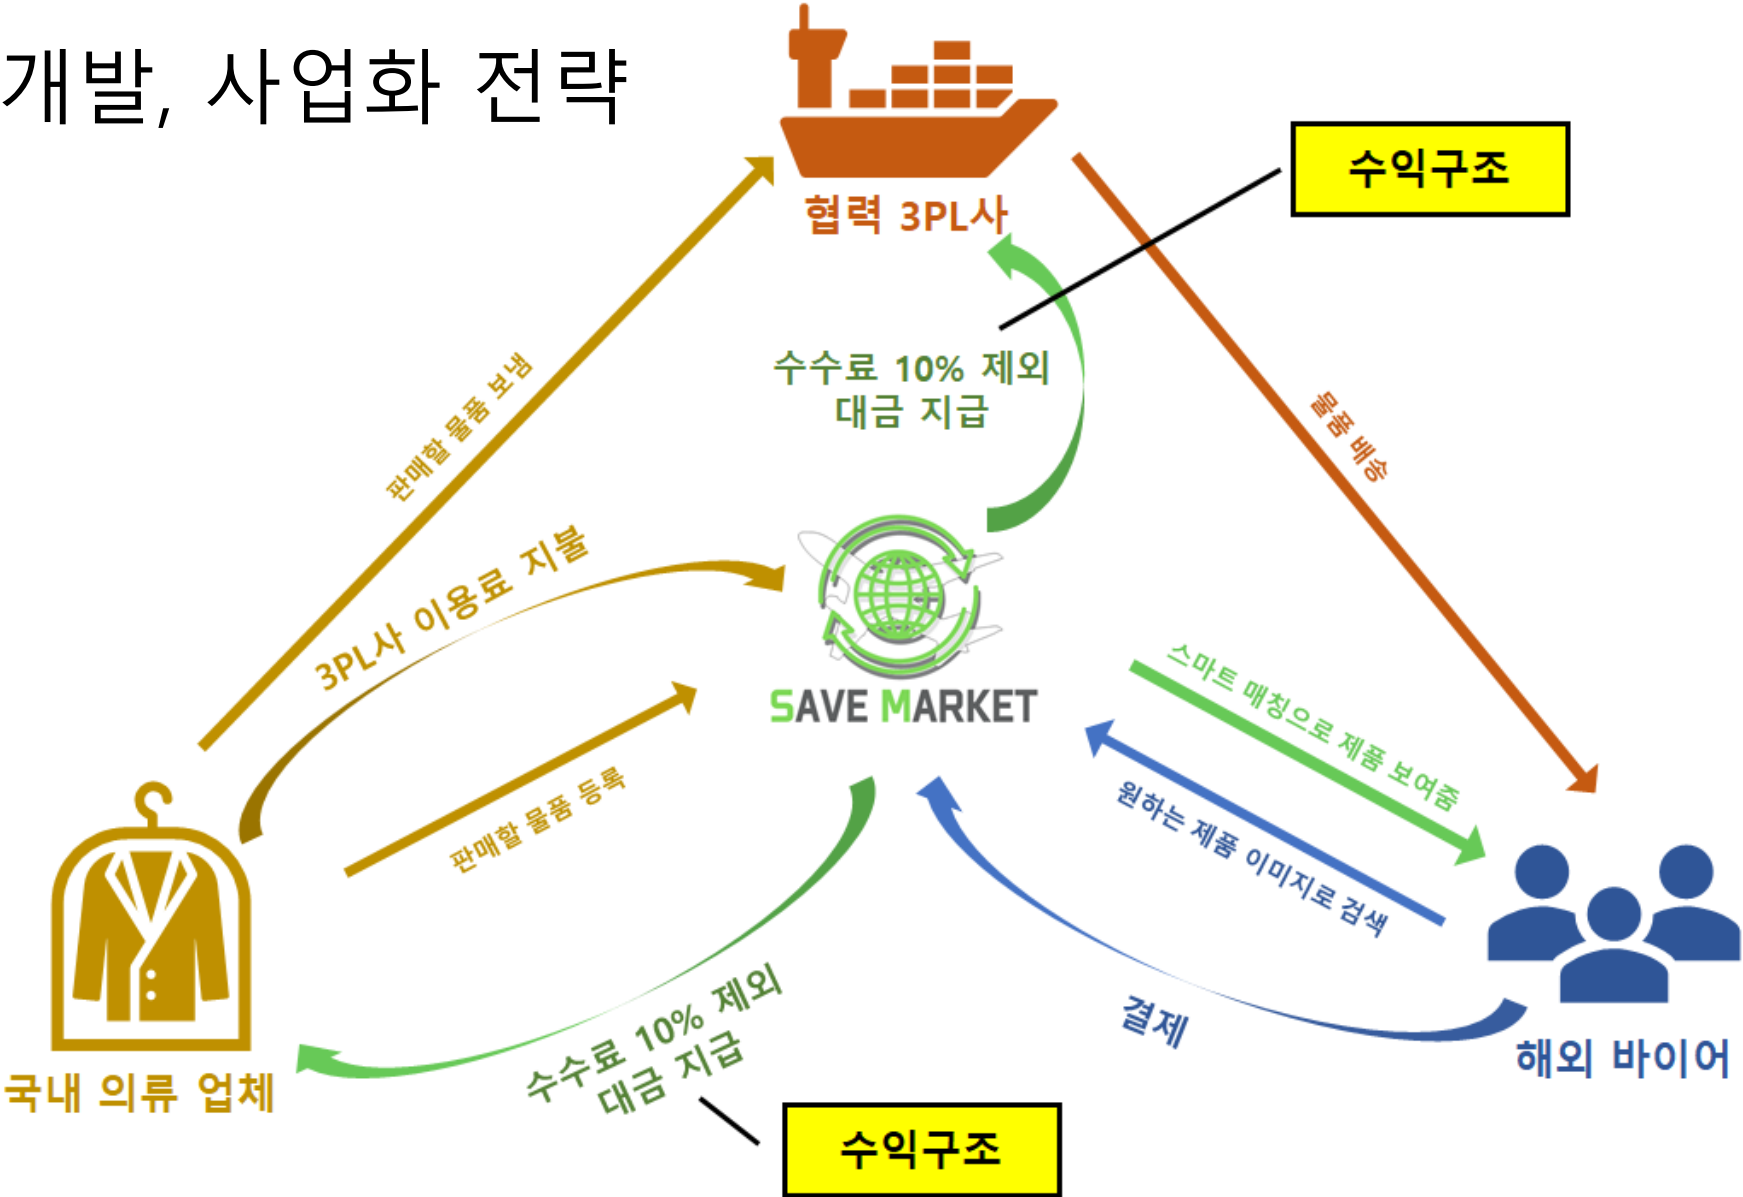 개발, 사업화 전략
수익구조
협력 3PL사
수수료 10% 제외
대금 지급
판매할 물품 보냄
물품 배송
3PL사 이용료 지불
SAVE MARKET
스마트 매칭으로 제품 보여줌
원하는 제품 이미지로 검색
판매할 물품 등록
결제
수수료 10% 제외
대금 지급
해외 바이어
국내 의류 업체
수익구조